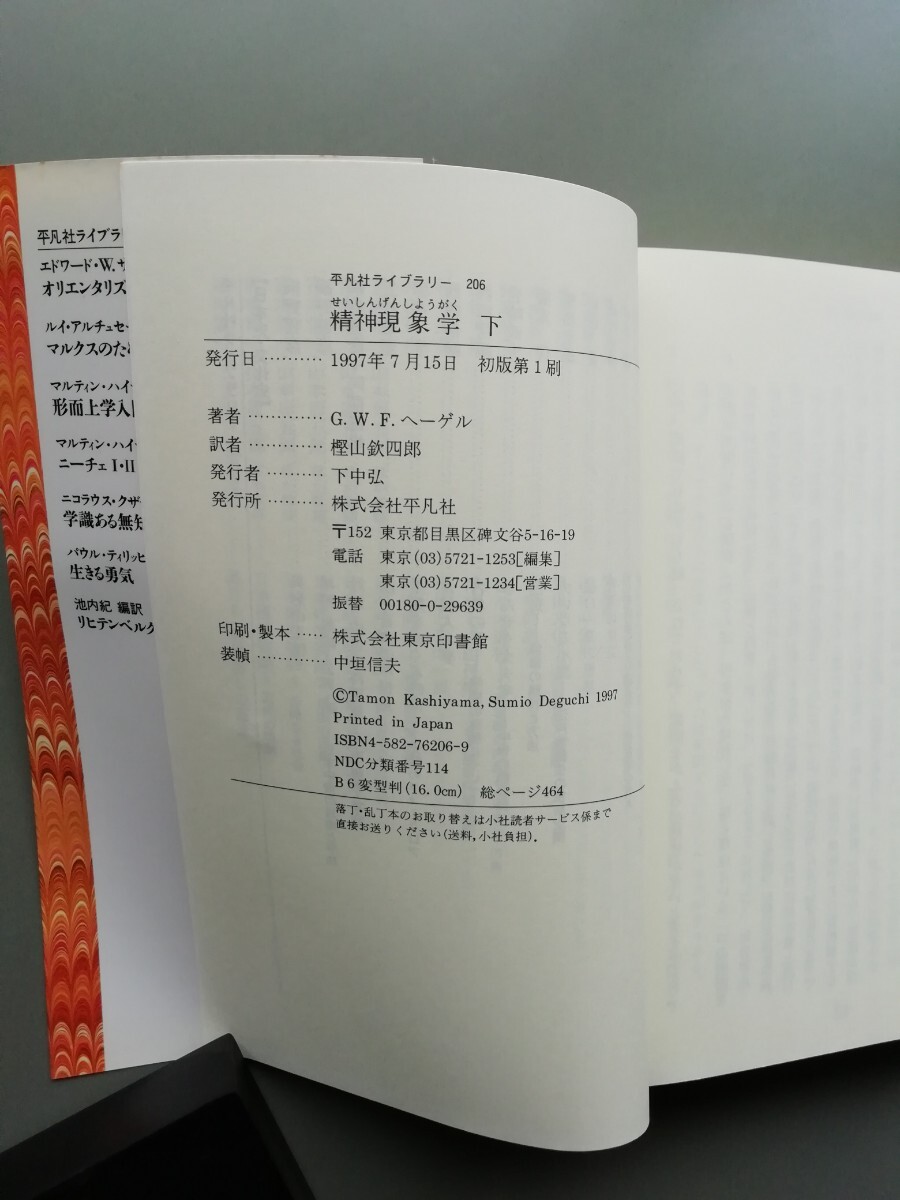 平凡社ライブラリー 206
せいしんげんしようがく
精神現象学 下
発行日 ………… 1997年7月15日 初版第1刷
著者 ………… G. W. F. ヘーゲル
訳者 ………… 樫山欽四郎
発行者 ………… 下中弘
発行所 ………… 株式会社平凡社
〒152 東京都目黒区碑文谷5-16-19
電話 東京(03)5721-1253[編集]
東京(03)5721-1234[営業]
振替 00180-0-29639
印刷・製本 ‥‥‥ 株式会社東京印書館
装幀 ………… 中垣信夫
©Tamon Kashiyama, Sumio Deguchi 1997
Printed in Japan
ISBN4-582-76206-9
NDC分類番号114
B6変型判(16.0cm) 総ページ464
落丁・乱丁本のお取り替えは小社読者サービス係まで
直接お送りください(送料,小社負担).
平凡社ライブラ
エドワード・W.
オリエンタリズ
ルイ・アルチュセ
マルクスのため
マルティン・ハイ
形而上学入
マルティン・ハイ
ニーチェ I・II
ニコラウス・クザ
学識ある無知
パウル・ティリッヒ
生きる勇気
池内紀 編訳
リヒテンベルク